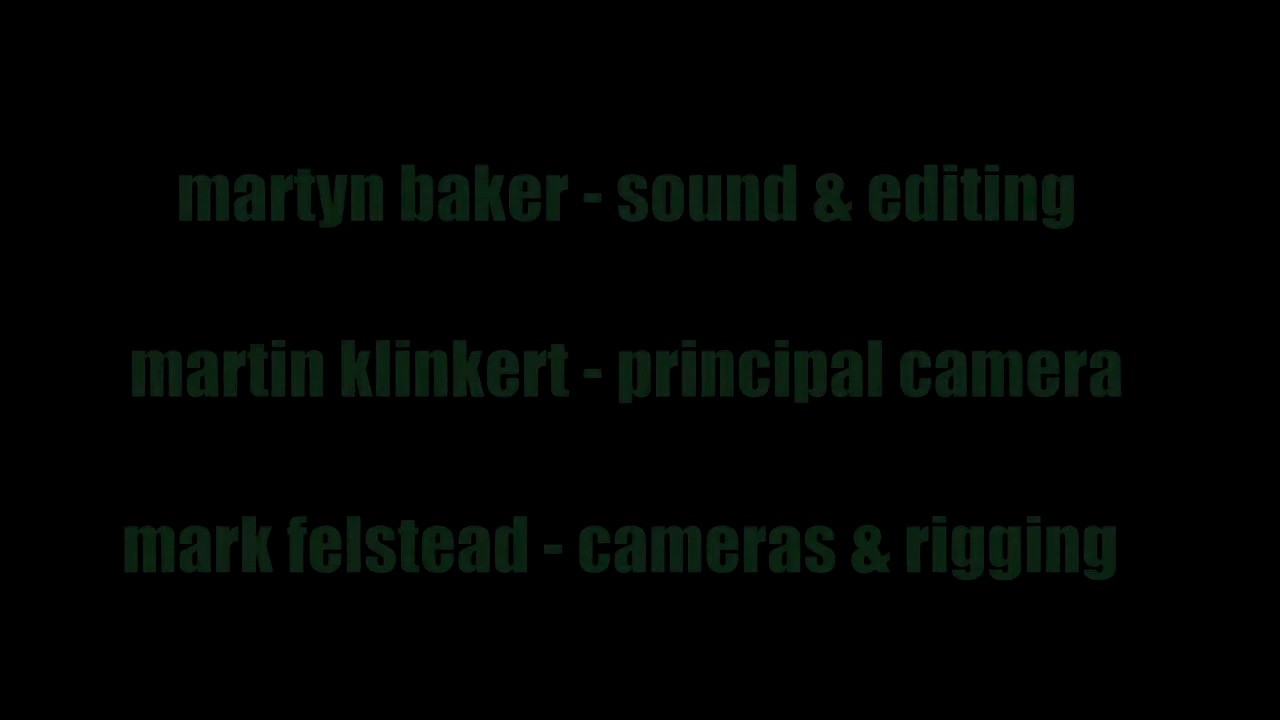 martyn baker - sound & editing
martin klinkert - principal camera
mark felstead - cameras & rigging